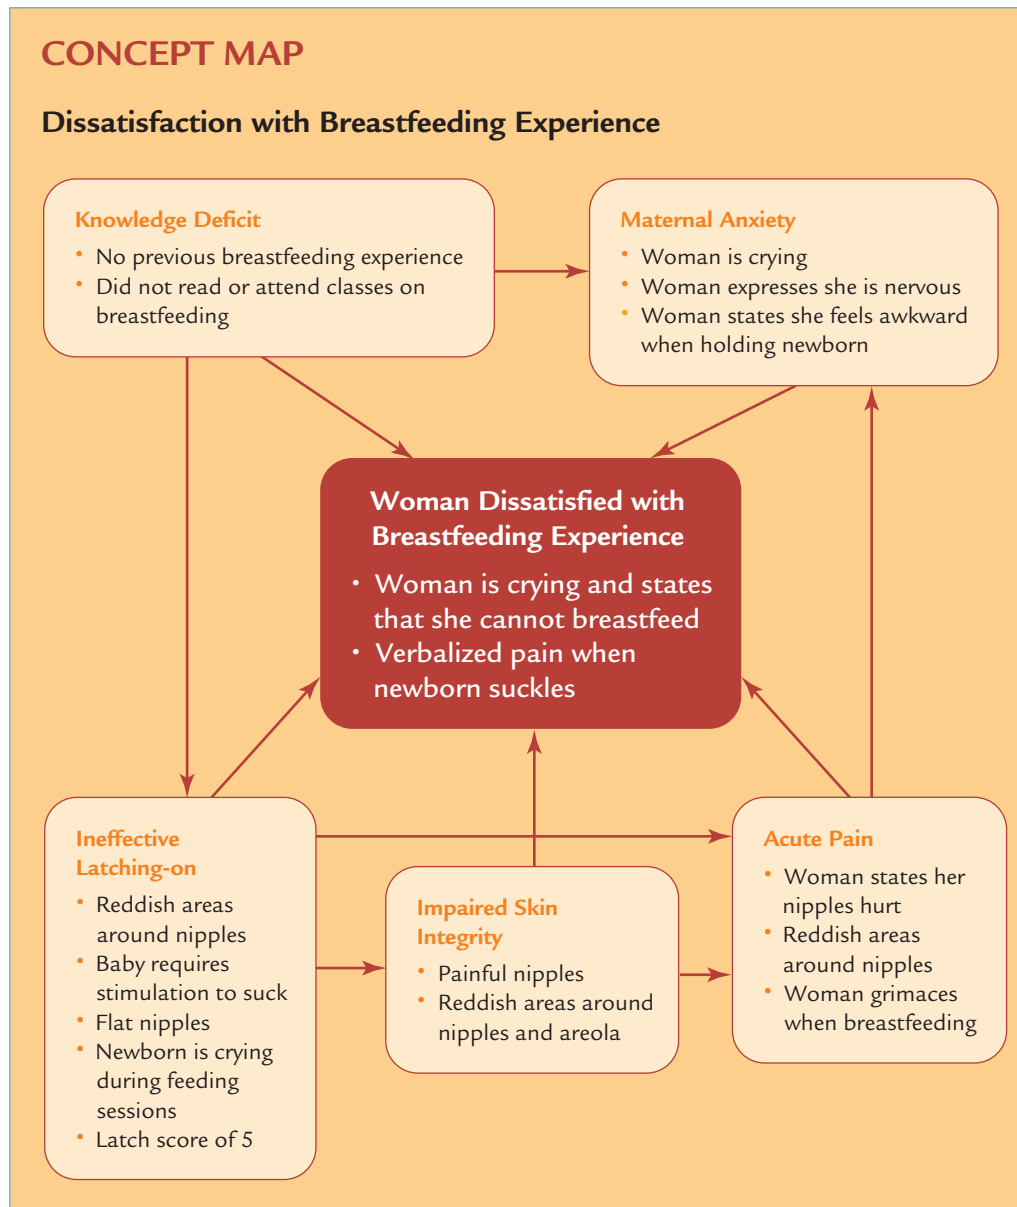 CONCEPT MAP
Dissatisfaction with Breastfeeding Experience
Knowledge Deficit
• No previous breastfeeding experience
• Did not read or attend classes on
breastfeeding
Maternal Anxiety
• Woman is crying
• Woman expresses she is nervous
• Woman states she feels awkward
when holding newborn
Woman Dissatisfied with
Breastfeeding Experience
• Woman is crying and states
that she cannot breastfeed
• Verbalized pain when
newborn suckles
Ineffective
Latching-on
• Reddish areas
around nipples
• Baby requires
stimulation to suck
• Flat nipples
• Newborn is crying
during feeding
sessions
• Latch score of 5
Impaired Skin
Integrity
• Painful nipples
• Reddish areas around
nipples and areola
Acute Pain
• Woman states her
nipples hurt
• Reddish areas
around nipples
• Woman grimaces
when breastfeeding